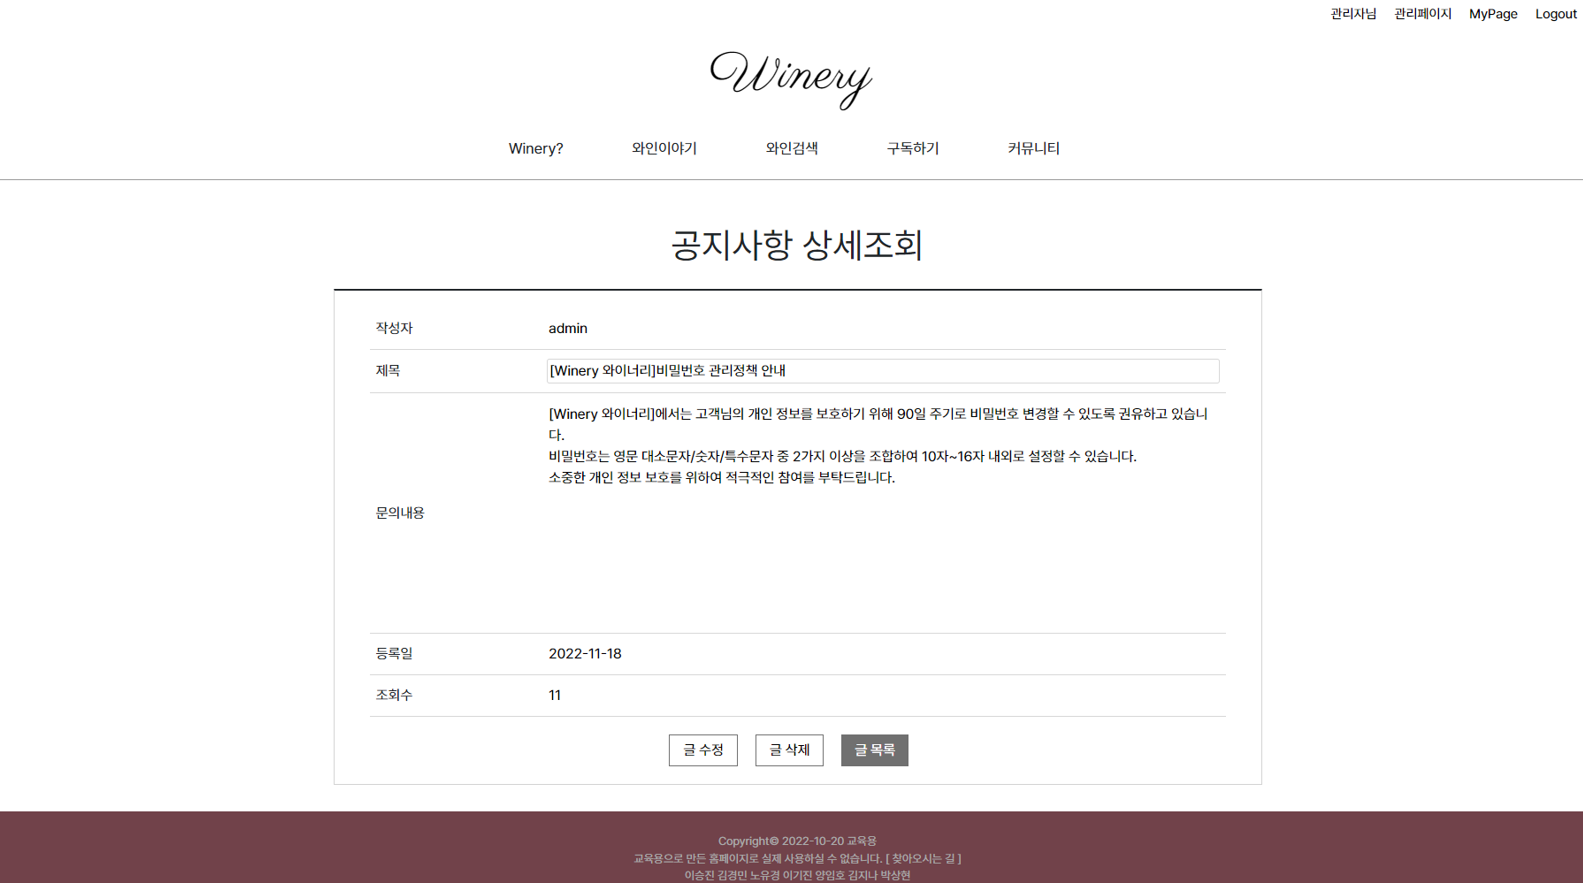 관리자님 관리페이지 MyPage Logout
Winery
Winery? 와인이야기 와인검색 구독하기 커뮤니티
공지사항 상세조회
작성자 admin
제목 [Winery 와이너리]비밀번호 관리정책 안내
[Winery 와이너리]에서는 고객님의 개인 정보를 보호하기 위해 90일 주기로 비밀번호 변경할 수 있도록 권유하고 있습니
다.
비밀번호는 영문 대소문자/숫자/특수문자 중 2가지 이상을 조합하여 10자~16자 내외로 설정할 수 있습니다.
소중한 개인 정보 보호를 위하여 적극적인 참여를 부탁드립니다.
문의내용
등록일 2022-11-18
조회수 11
글 수정 글 삭제 글 목록
Copyright© 2022-10-20 교육용
교육용으로 만든 홈페이지로 실제 사용하실 수 없습니다. [ 찾아오시는 길 ]
이승진 김경민 노유경 이기진 양임호 김지나 박상현